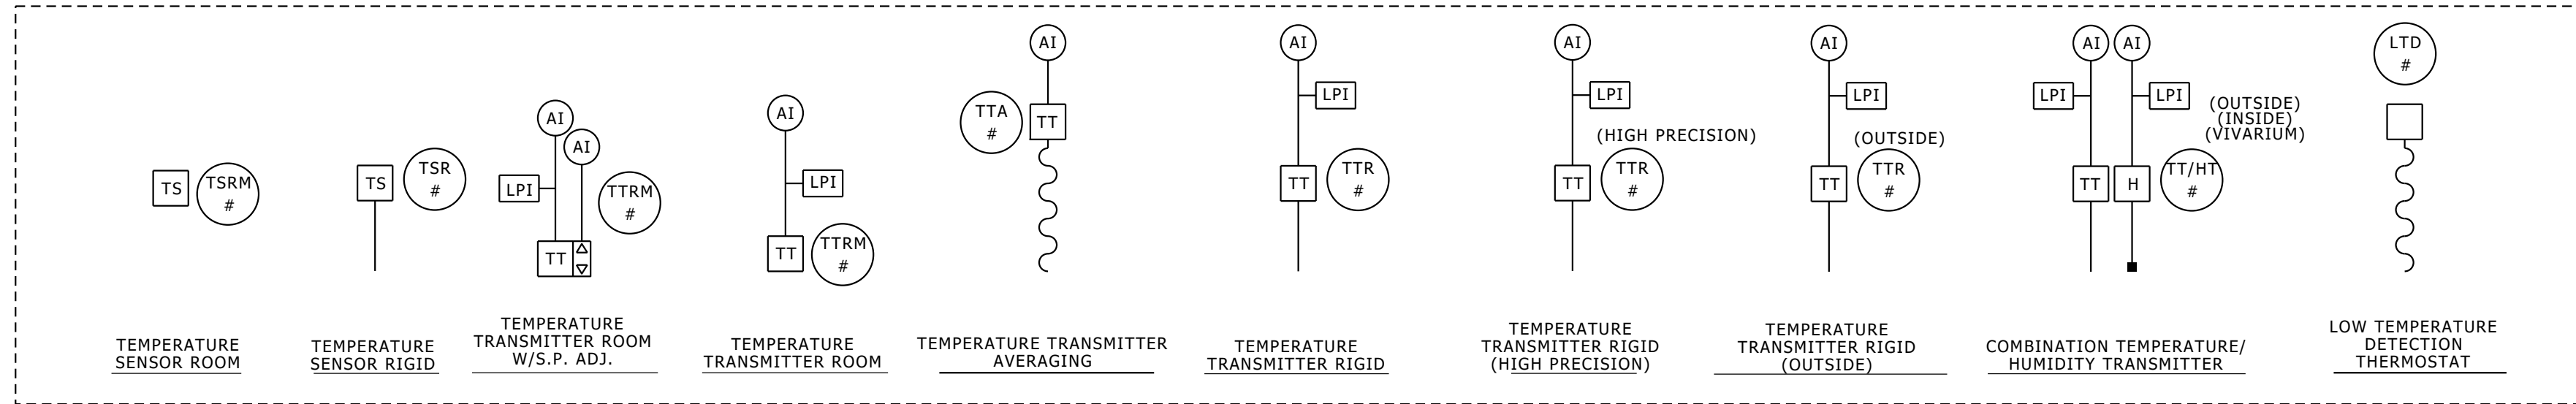 TS
TSRM
#
TEMPERATURE
SENSOR ROOM
TS
TSR
#
TEMPERATURE
SENSOR RIGID
AI
AI
LPI
TTRM
#
TT
TEMPERATURE
TRANSMITTER ROOM
W/S.P. ADJ.
AI
LPI
TT
TTRM
#
TEMPERATURE
TRANSMITTER ROOM
AI
TTA
#
TT
TEMPERATURE TRANSMITTER
AVERAGING
AI
LPI
TT
TTR
#
TEMPERATURE
TRANSMITTER RIGID
AI
LPI
(HIGH PRECISION)
TT
TTR
#
TEMPERATURE
TRANSMITTER RIGID
(HIGH PRECISION)
AI
LPI
(OUTSIDE)
TT
TTR
#
TEMPERATURE
TRANSMITTER RIGID
(OUTSIDE)
AI AI
LPI LPI
(OUTSIDE)
(INSIDE)
(VIVARIUM)
TT H
TT/HT
#
COMBINATION TEMPERATURE/
HUMIDITY TRANSMITTER
LTD
#
LOW TEMPERATURE
DETECTION
THERMOSTAT